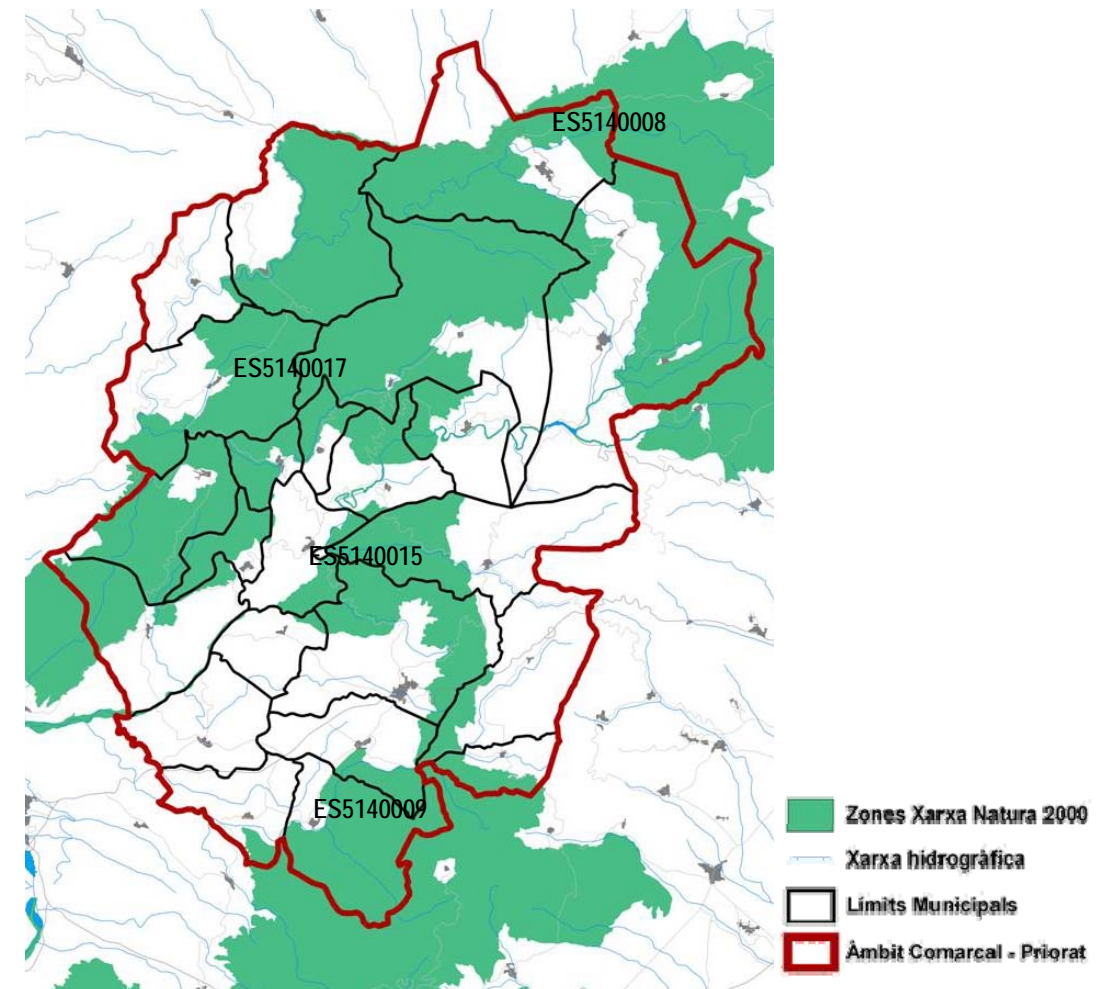 ES5140008
ES5140017
ES5140015
ES5140009
Zones Xarxa Natura 2000
Xarxa hidrogràfica
Límits Municipals
Àmbit Comarcal - Priorat